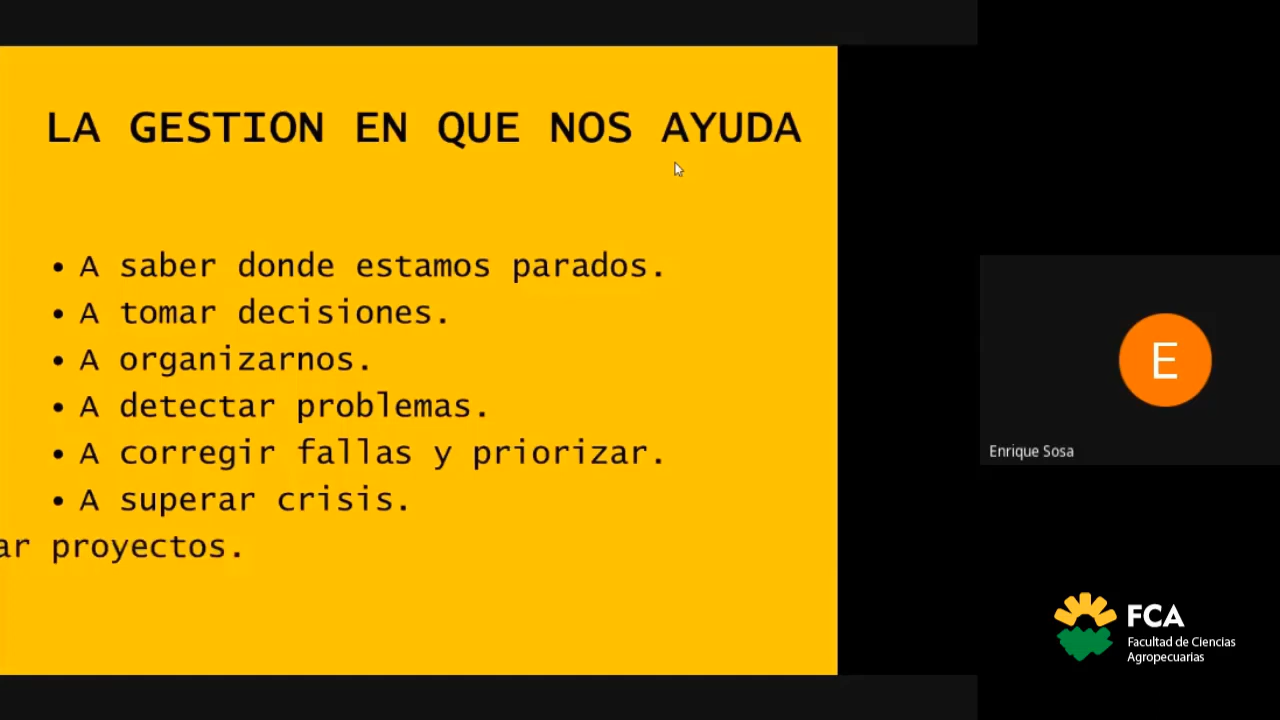 LA GESTION EN QUE NOS AYUDA
• A saber donde estamos parados.
• A tomar decisiones.
• A organizarnos.
• A detectar problemas.
• A corregir fallas y priorizar.
• A superar crisis.
ar proyectos.
E
Enrique Sosa
FCA
Facultad de Ciencias
Agropecuarias